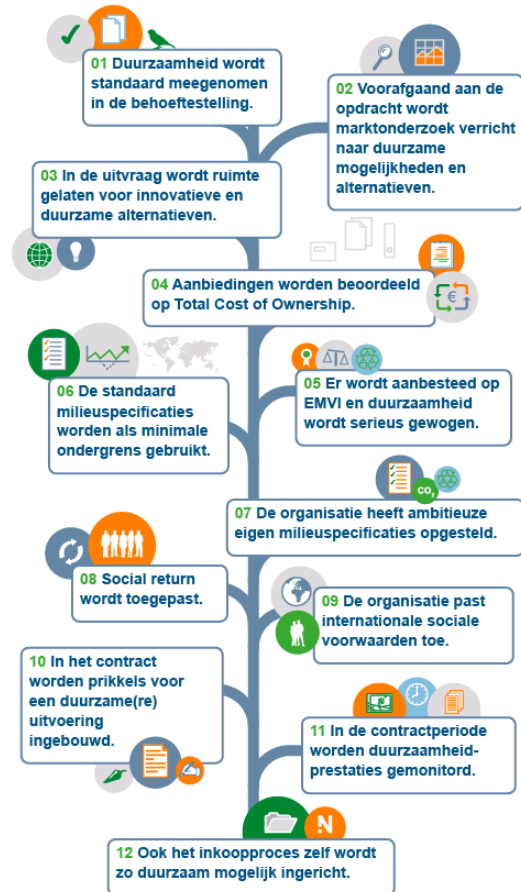 01 Duurzaamheid wordt
standaard meegenomen
in de behoeftestelling.
02 Voorafgaand aan de
opdracht wordt
marktonderzoek verricht
naar duurzame
mogelijkheden en
alternatieven.
03 In de uitvraag wordt ruimte
gelaten voor innovatieve en
duurzame alternatieven.
04 Aanbiedingen worden beoordeeld
op Total Cost of Ownership.
€
05 Er wordt aanbesteed op
EMVI en duurzaamheid
wordt serieus gewogen.
06 De standaard
milieuspecificaties
worden als minimale
ondergrens gebruikt.
CO₂
07 De organisatie heeft ambitieuze
eigen milieuspecificaties opgesteld.
08 Social return
wordt toegepast.
09 De organisatie past
internationale sociale
voorwaarden toe.
10 In het contract
worden prikkels voor
een duurzame(re)
uitvoering
ingebouwd.
11 In de contractperiode
worden duurzaamheid-
prestaties gemonitord.
N
12 Ook het inkoopproces zelf wordt
zo duurzaam mogelijk ingericht.